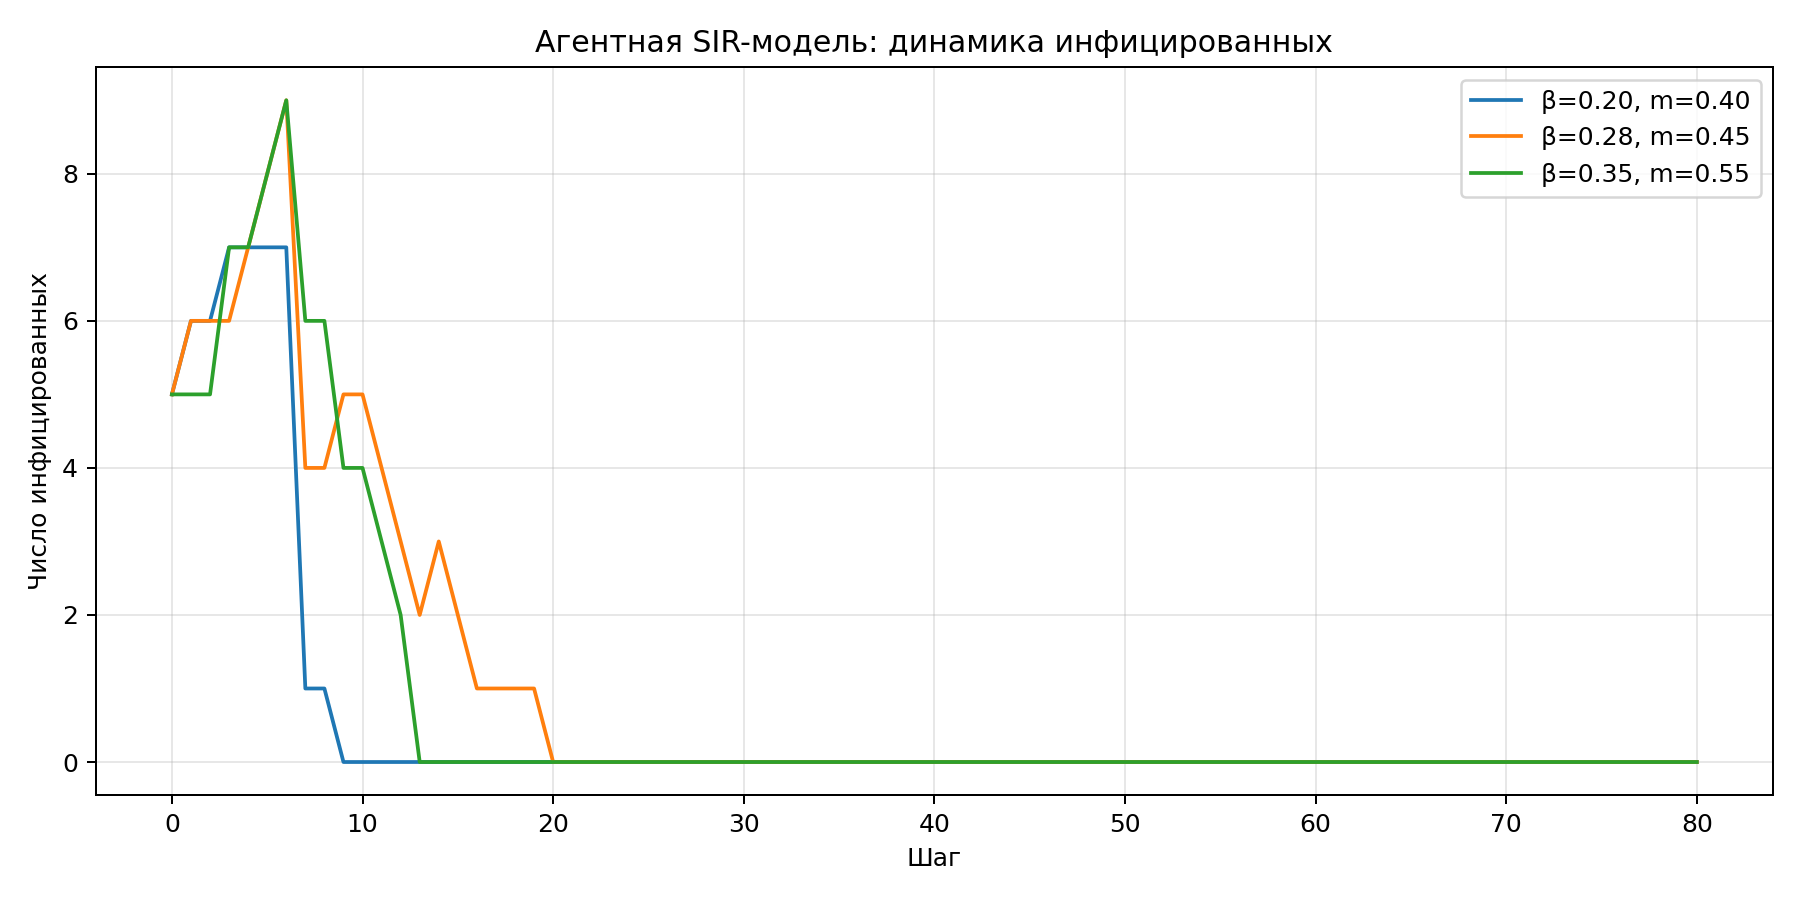 Агентная SIR-модель: динамика инфицированных
β=0.20, m=0.40
β=0.28, m=0.45
β=0.35, m=0.55
Число инфицированных
8
6
4
2
0
0 10 20 30 40 50 60 70 80
Шаг